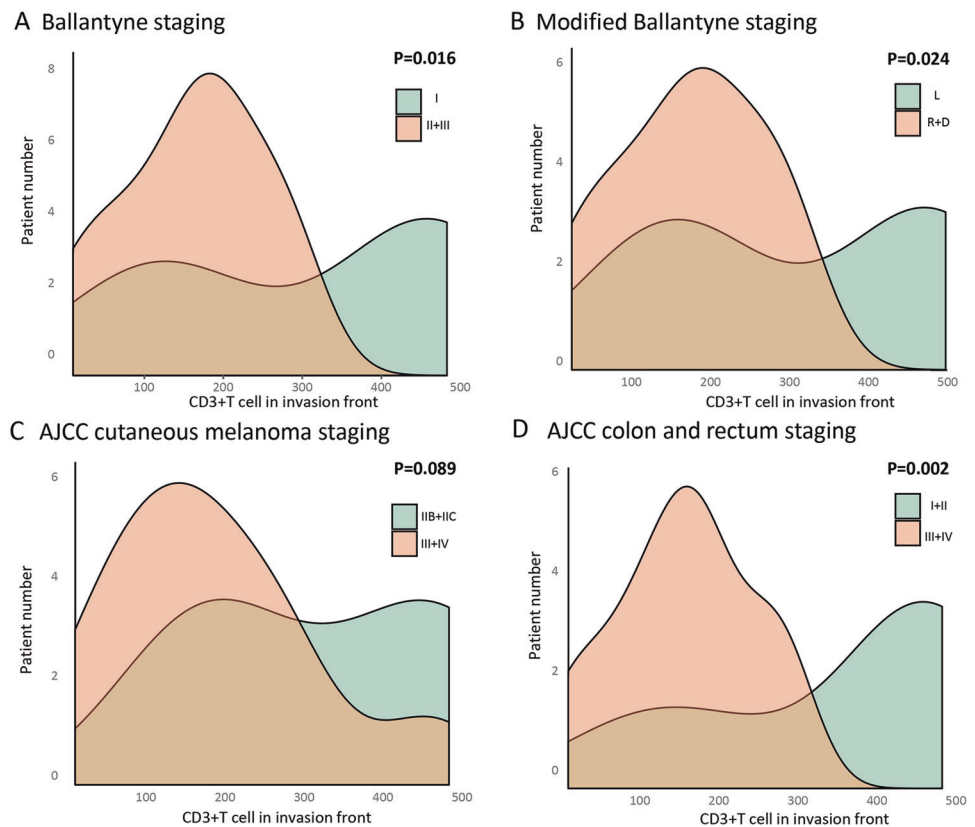 A Ballantyne staging
P=0.016
I
II+III
8
6
4
2
0
Patient number
100 200 300 400 500
CD3+T cell in invasion front
B Modified Ballantyne staging
P=0.024
L
R+D
6
4
2
0
Patient number
100 200 300 400 500
CD3+T cell in invasion front
C AJCC cutaneous melanoma staging
P=0.089
IIB+IIC
III+IV
6
4
2
0
Patient number
100 200 300 400 500
CD3+T cell in invasion front
D AJCC colon and rectum staging
P=0.002
I+II
III+IV
6
4
2
0
Patient number
100 200 300 400 500
CD3+T cell in invasion front